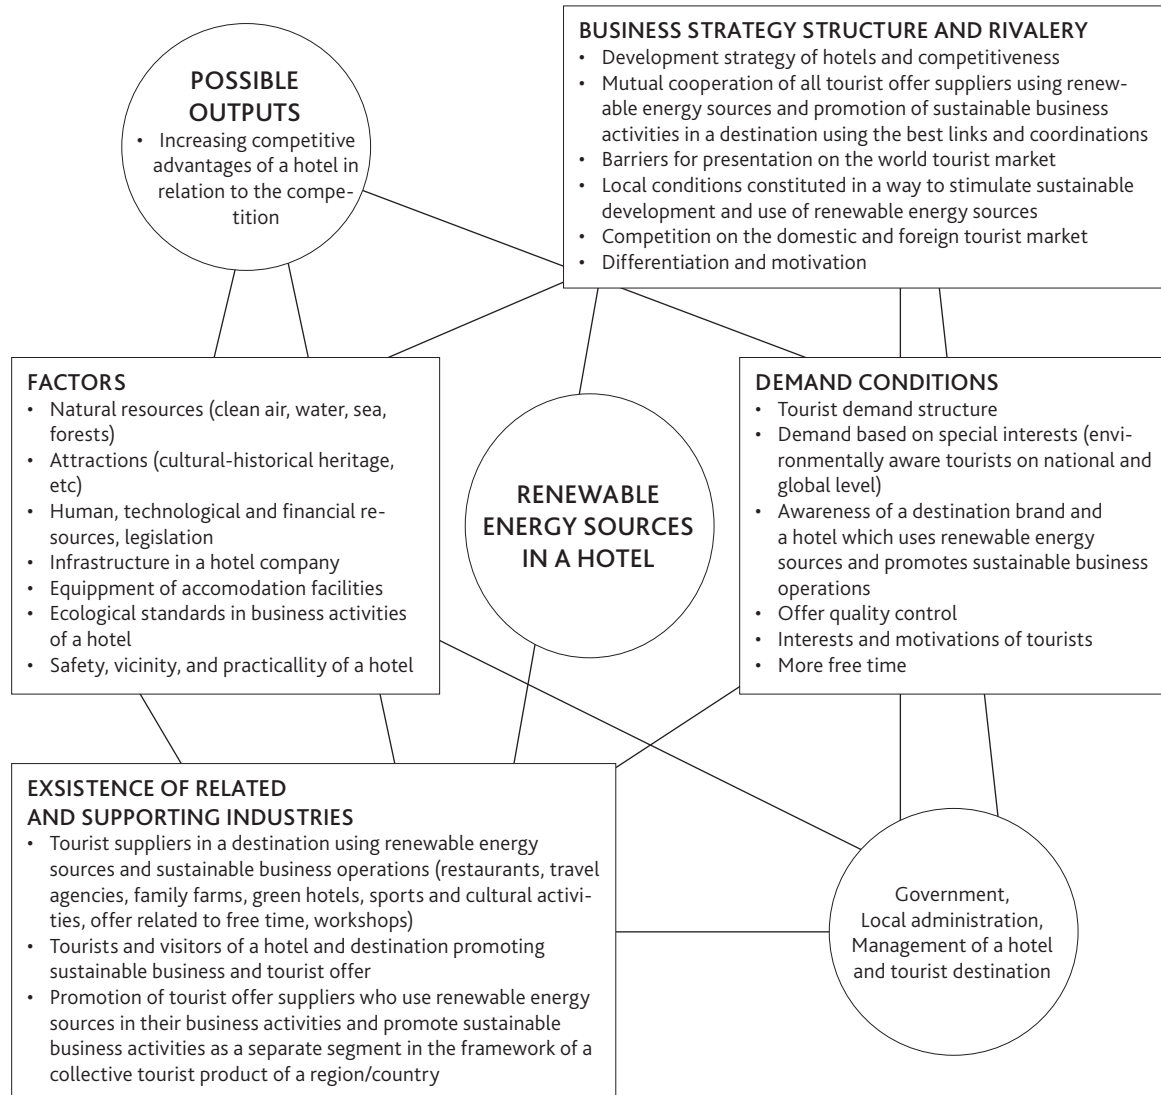 POSSIBLE
OUTPUTS
• Increasing competitive
advantages of a hotel in
relation to the compe-
tition
BUSINESS STRATEGY STRUCTURE AND RIVALERY
• Development strategy of hotels and competitiveness
• Mutual cooperation of all tourist offer suppliers using renew-
able energy sources and promotion of sustainable business
activities in a destination using the best links and coordinations
• Barriers for presentation on the world tourist market
• Local conditions constituted in a way to stimulate sustainable
development and use of renewable energy sources
• Competition on the domestic and foreign tourist market
• Differentiation and motivation
FACTORS
• Natural resources (clean air, water, sea,
forests)
• Attractions (cultural-historical heritage,
etc)
• Human, technological and financial re-
sources, legislation
• Infrastructure in a hotel company
• Equippment of accomodation facilities
• Ecological standards in business activities
of a hotel
• Safety, vicinity, and practicallity of a hotel
RENEWABLE
ENERGY SOURCES
IN A HOTEL
DEMAND CONDITIONS
• Tourist demand structure
• Demand based on special interests (envi-
ronmentally aware tourists on national and
global level)
• Awareness of a destination brand and
a hotel which uses renewable energy
sources and promotes sustainable business
operations
• Offer quality control
• Interests and motivations of tourists
• More free time
EXSISTENCE OF RELATED
AND SUPPORTING INDUSTRIES
• Tourist suppliers in a destination using renewable energy
sources and sustainable business operations (restaurants, travel
agencies, family farms, green hotels, sports and cultural activi-
ties, offer related to free time, workshops)
• Tourists and visitors of a hotel and destination promoting
sustainable business and tourist offer
• Promotion of tourist offer suppliers who use renewable energy
sources in their business activities and promote sustainable
business activities as a separate segment in the framework of a
collective tourist product of a region/country
Government,
Local administration,
Management of a hotel
and tourist destination